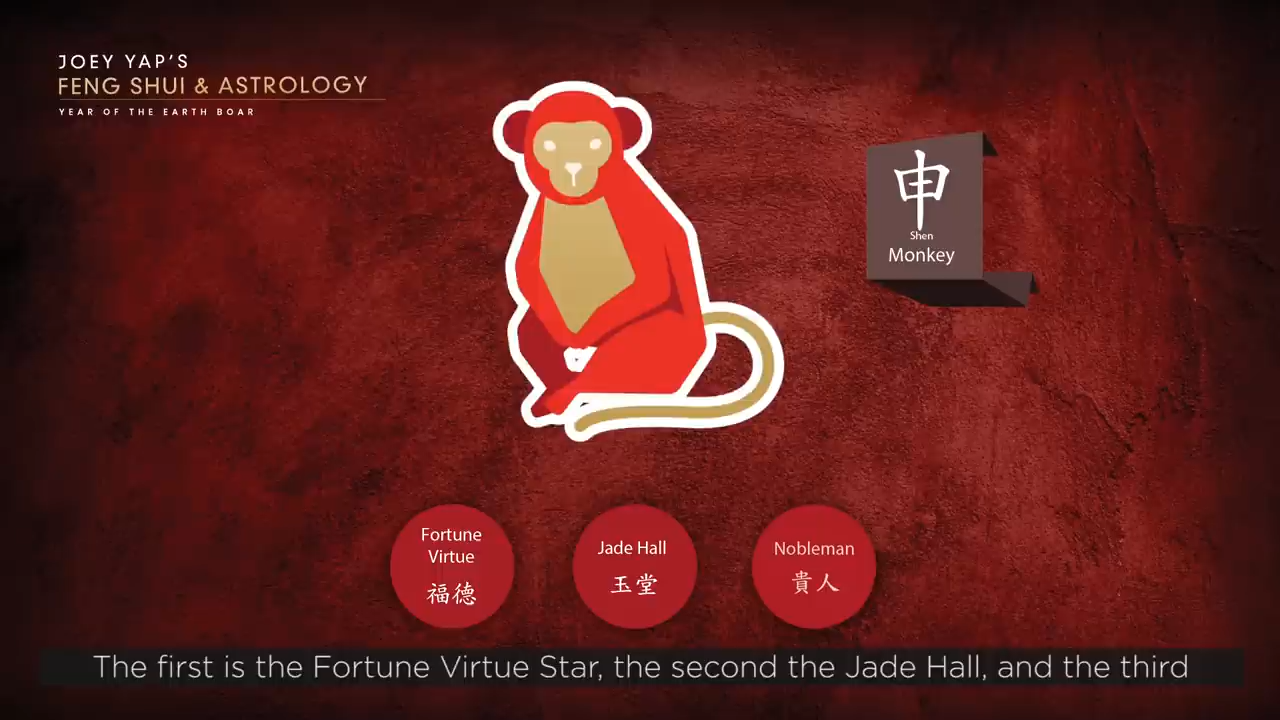 JOEY YAP'S
FENG SHUI & ASTROLOGY
YEAR OF THE EARTH BOAR
申
Shen
Monkey
Fortune
Virtue
福德
Jade Hall
玉堂
Nobleman
貴人
The first is the Fortune Virtue Star, the second the Jade Hall, and the third